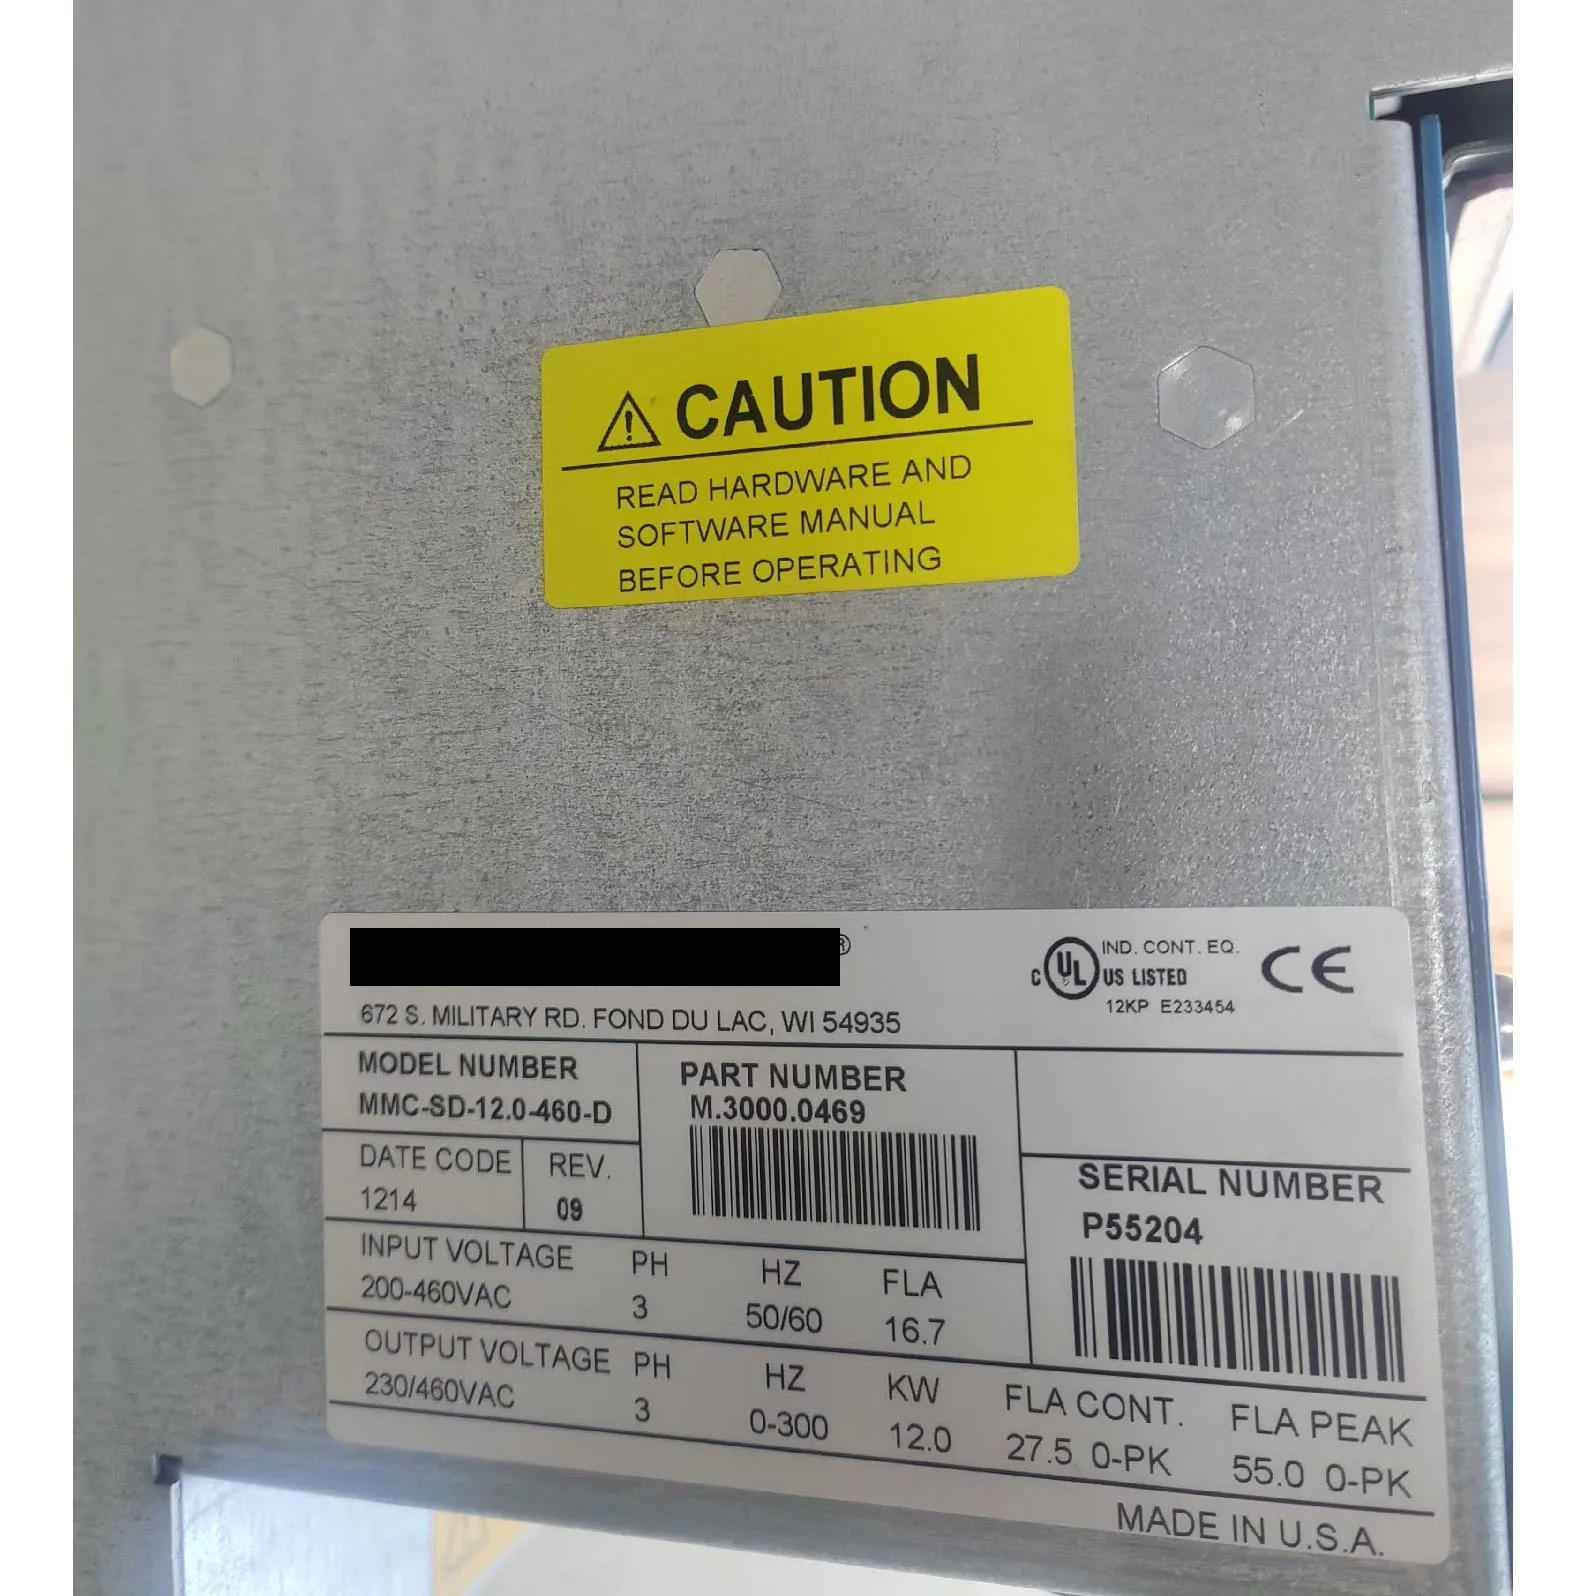 CAUTION
READ HARDWARE AND
SOFTWARE MANUAL
BEFORE OPERATING
®
672 S. MILITARY RD. FOND DU LAC, WI 54935
C UL US LISTED
IND. CONT. EQ.
12KP E233454
CE
MODEL NUMBER
MMC-SD-12.0-460-D
PART NUMBER
M.3000.0469
DATE CODE
1214
REV.
09
SERIAL NUMBER
P55204
INPUT VOLTAGE PH HZ FLA
200-460VAC 3 50/60 16.7
OUTPUT VOLTAGE PH HZ KW FLA CONT. FLA PEAK
230/460VAC 3 0-300 12.0 27.5 0-PK 55.0 0-PK
MADE IN U.S.A.